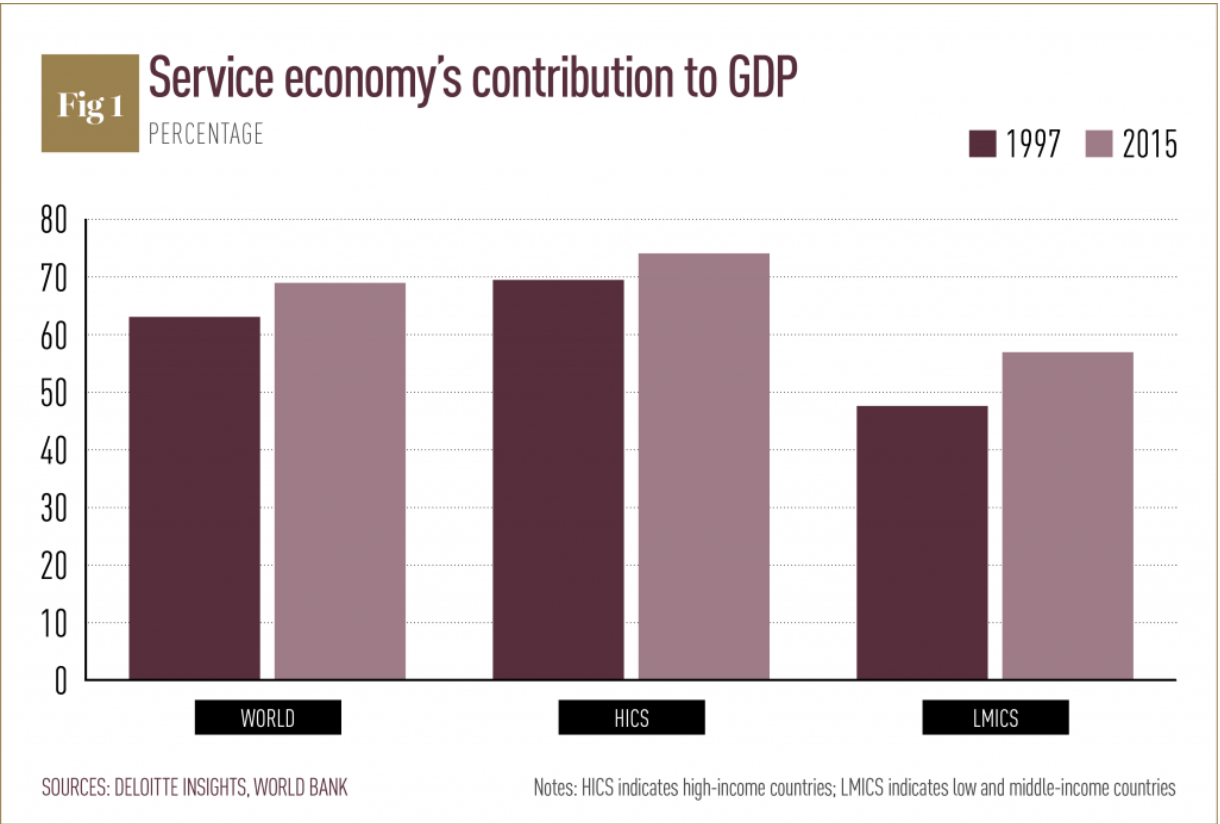 Fig 1
Service economy's contribution to GDP
PERCENTAGE
1997 2015
80
70
60
50
40
30
20
10
0
WORLD HICS LMICS
SOURCES: DELOITTE INSIGHTS, WORLD BANK
Notes: HICS indicates high-income countries; LMICS indicates low and middle-income countries